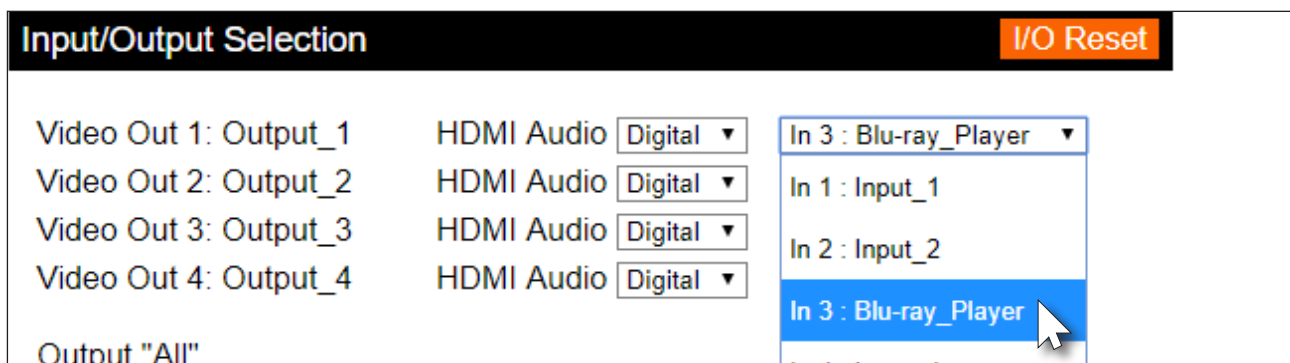 Input/Output Selection I/O Reset
Video Out 1: Output_1 HDMI Audio Digital In 3 : Blu-ray_Player
Video Out 2: Output_2 HDMI Audio Digital In 1 : Input_1
Video Out 3: Output_3 HDMI Audio Digital In 2 : Input_2
Video Out 4: Output_4 HDMI Audio Digital In 3 : Blu-ray_Player
Output "All"